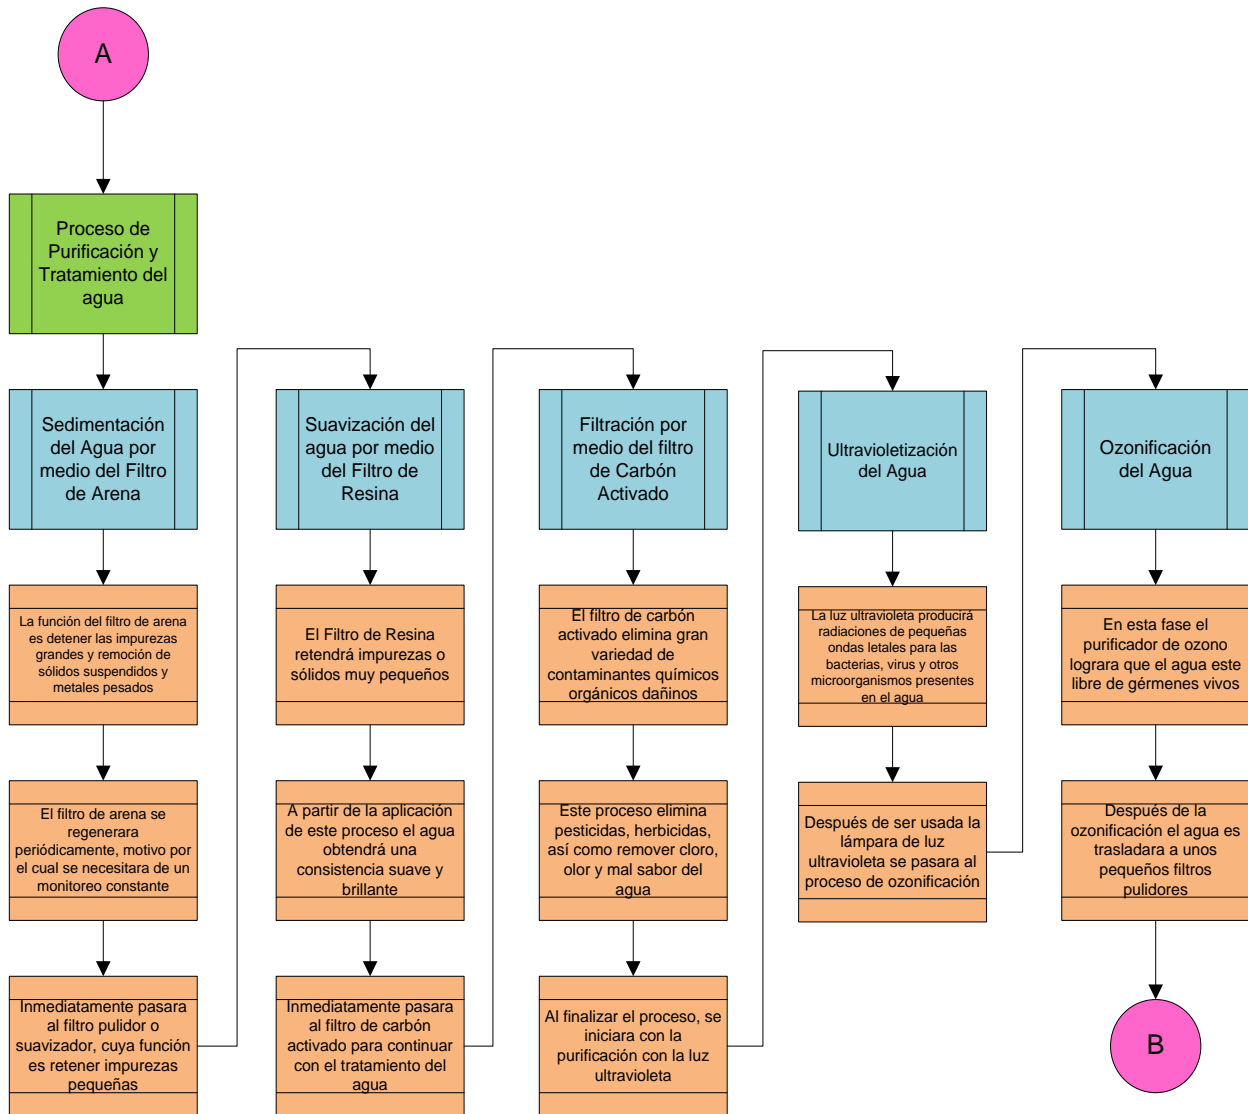 A
Proceso de
Purificación y
Tratamiento del
agua
Sedimentación
del Agua por
medio del Filtro
de Arena
La función del filtro de arena
es detener las impurezas
grandes y remoción de
sólidos suspendidos y
metales pesados
El filtro de arena se
regenerara
periódicamente, motivo por
el cual se necesitara de un
monitoreo constante
Inmediatamente pasara
al filtro pulidor o
suavizador, cuya función
es retener impurezas
pequeñas
Suavización del
agua por medio
del Filtro de
Resina
El Filtro de Resina
retendrá impurezas o
sólidos muy pequeños
A partir de la aplicación
de este proceso el agua
obtendrá una
consistencia suave y
brillante
Inmediatamente pasara
al filtro de carbón
activado para continuar
con el tratamiento del
agua
Filtración por
medio del filtro
de Carbón
Activado
El filtro de carbón
activado elimina gran
variedad de
contaminantes químicos
orgánicos dañinos
Este proceso elimina
pesticidas, herbicidas,
así como remover cloro,
olor y mal sabor del
agua
Al finalizar el proceso, se
iniciara con la
purificación con la luz
ultravioleta
Ultravioletización
del Agua
La luz ultravioleta producirá
radiaciones de pequeñas
ondas letales para las
bacterias, virus y otros
microorganismos presentes
en el agua
Después de ser usada la
lámpara de luz
ultravioleta se pasara al
proceso de ozonificación
Ozonificación
del Agua
En esta fase el
purificador de ozono
lograra que el agua este
libre de gérmenes vivos
Después de la
ozonificación el agua es
trasladara a unos
pequeños filtros
pulidores
B